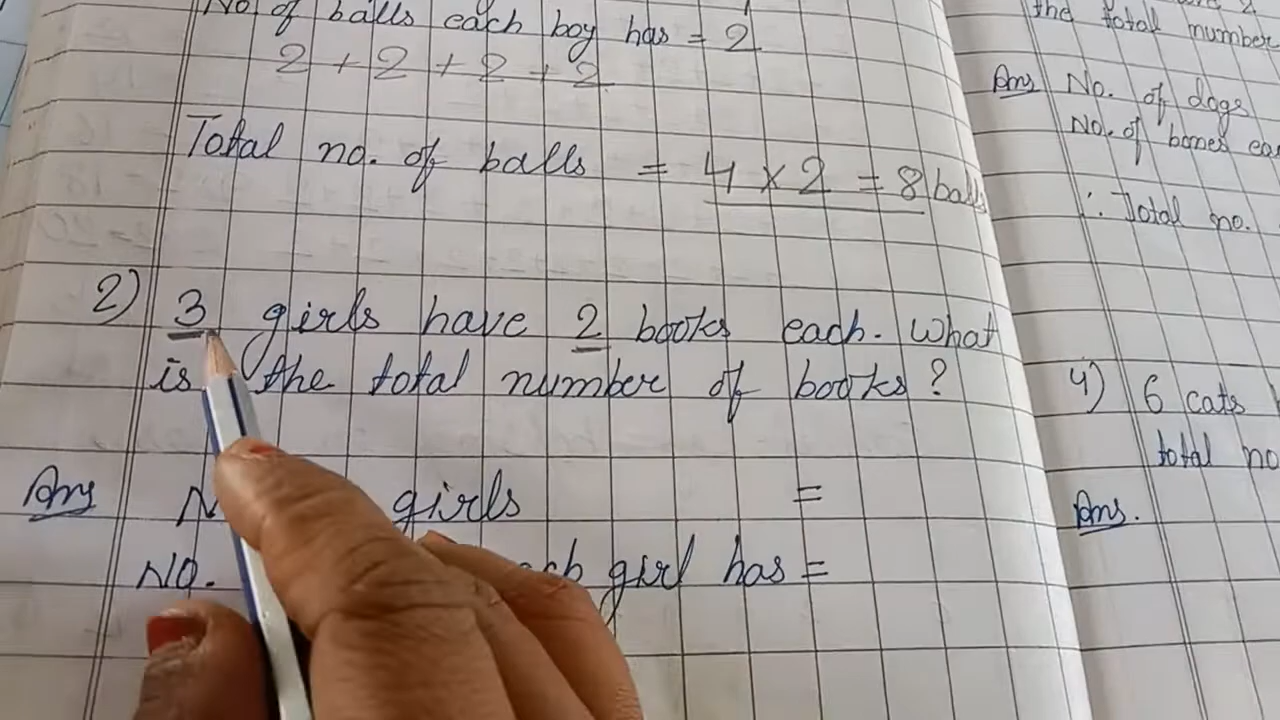 No. of balls each boy has = 2
2 + 2 + 2 + 2
Total no. of balls = 4 × 2 = 8 balls
2) 3 girls have 2 books each. What
is the total number of books?
Ans girls =
No. girl has =
the total number
Ans No. of dogs
No. of bones
∴ Total no.
4) 6 cats
total no
Ans.